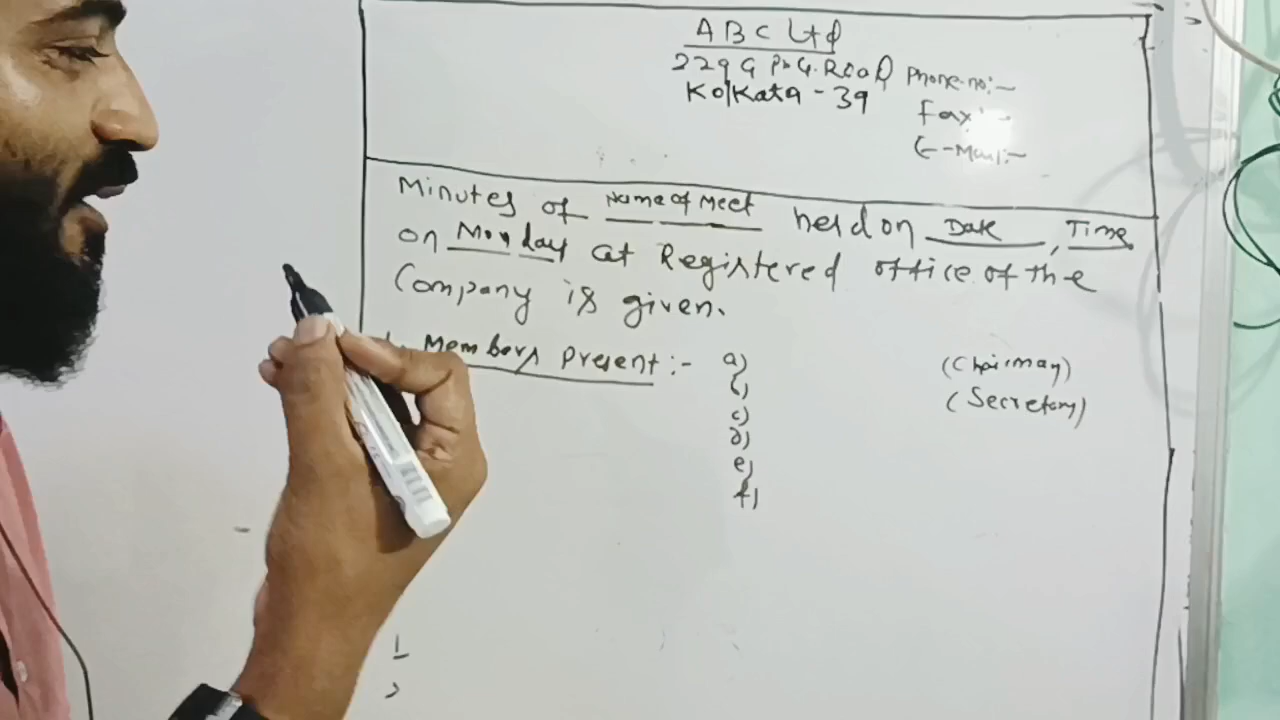 ABC Ltd
229 G P.G. Road
Kolkata - 39
Phone no:-
Fax:-
E-Mail:-
Minutes of Name of Meet held on Date, Time
on Monday at Registered office of the
Company is given.
Members Present:- a) (Chairman)
b) (Secretary)
c)
d)
e)
f)